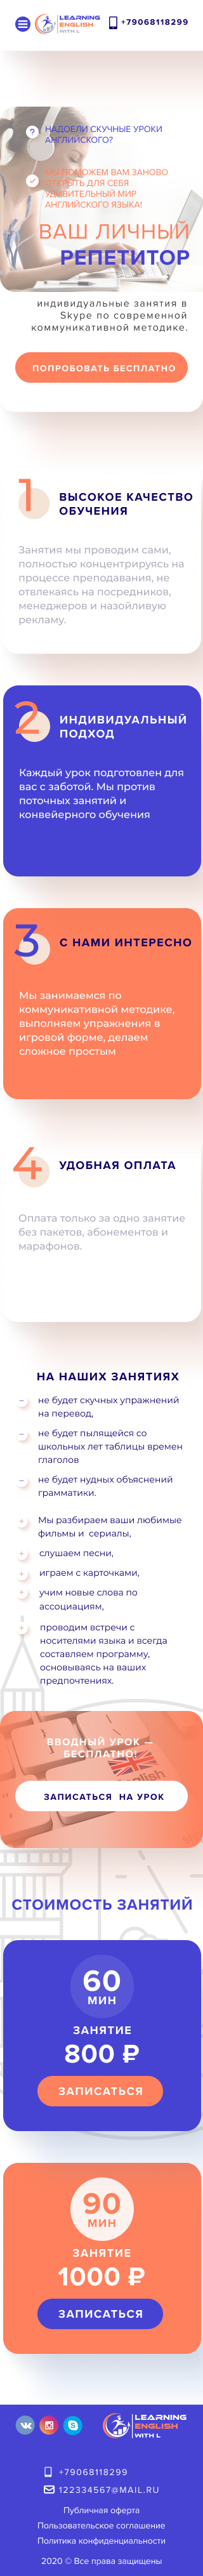 LEARNING
ENGLISH
WITH L
+79068118299
?
НАДОЕЛИ СКУЧНЫЕ УРОКИ
АНГЛИЙСКОГО?
МЫ ПОМОЖЕМ ВАМ ЗАНОВО
ОТКРЫТЬ ДЛЯ СЕБЯ
УДИВИТЕЛЬНЫЙ МИР
АНГЛИЙСКОГО ЯЗЫКА!
ВАШ ЛИЧНЫЙ
РЕПЕТИТОР
индивидуальные занятия в
Skype по современной
коммуникативной методике.
ПОПРОБОВАТЬ БЕСПЛАТНО
1
ВЫСОКОЕ КАЧЕСТВО
ОБУЧЕНИЯ
Занятия мы проводим сами,
полностью концентрируясь на
процессе преподавания, не
отвлекаясь на посредников,
менеджеров и назойливую
рекламу.
2
ИНДИВИДУАЛЬНЫЙ
ПОДХОД
Каждый урок подготовлен для
вас с заботой. Мы против
поточных занятий и
конвейерного обучения
3
С НАМИ ИНТЕРЕСНО
Мы занимаемся по
коммуникативной методике,
выполняем упражнения в
игровой форме, делаем
сложное простым
4
УДОБНАЯ ОПЛАТА
Оплата только за одно занятие
без пакетов, абонементов и
марафонов.
НА НАШИХ ЗАНЯТИЯХ
− не будет скучных упражнений
на перевод,
− не будет пылящейся со
школьных лет таблицы времен
глаголов
− не будет нудных объяснений
грамматики.
+ Мы разбираем ваши любимые
фильмы и сериалы,
+ слушаем песни,
+ играем с карточками,
+ учим новые слова по
ассоциациям,
+ проводим встречи с
носителями языка и всегда
составляем программу,
основываясь на ваших
предпочтениях.
ВВОДНЫЙ УРОК —
БЕСПЛАТНО!
English
ЗАПИСАТЬСЯ НА УРОК
СТОИМОСТЬ ЗАНЯТИЙ
60
МИН
ЗАНЯТИЕ
800 ₽
ЗАПИСАТЬСЯ
90
МИН
ЗАНЯТИЕ
1000 ₽
ЗАПИСАТЬСЯ
LEARNING
ENGLISH
WITH L
+79068118299
122334567@MAIL.RU
Публичная оферта
Пользовательское соглашение
Политика конфиденциальности
2020 © Все права защищены